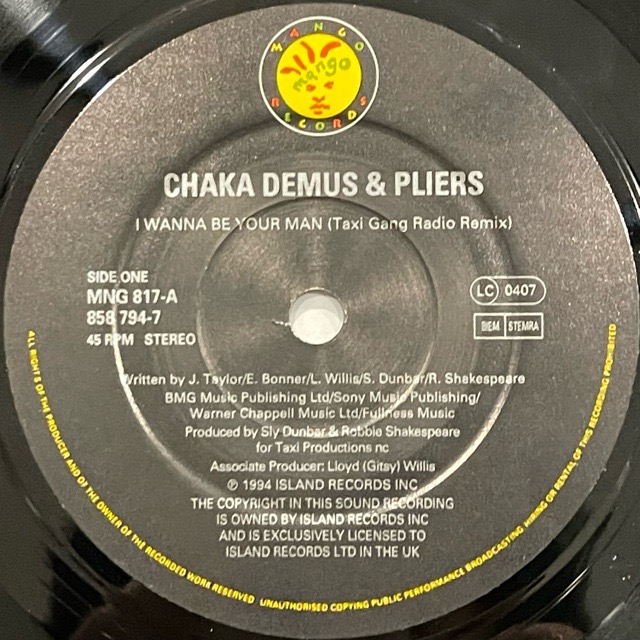 MANGO
mango
RECORDS
CHAKA DEMUS & PLIERS
I WANNA BE YOUR MAN (Taxi Gang Radio Remix)
SIDE ONE
MNG 817-A
858 794-7
45 RPM STEREO
LC 0407
BIEM STEMRA
Written by J. Taylor/E. Bonner/L. Willis/S. Dunbar/R. Shakespeare
BMG Music Publishing Ltd/Sony Music Publishing/
Warner Chappell Music Ltd/Fullness Music
Produced by Sly Dunbar & Robbie Shakespeare
for Taxi Productions nc
Associate Producer: Lloyd (Gitsy) Willis
℗ 1994 ISLAND RECORDS INC
THE COPYRIGHT IN THIS SOUND RECORDING
IS OWNED BY ISLAND RECORDS INC
AND IS EXCLUSIVELY LICENSED TO
ISLAND RECORDS LTD IN THE UK
ALL RIGHTS OF THE PRODUCER AND OF THE OWNER OF THE RECORDED WORK RESERVED UNAUTHORISED COPYING PUBLIC PERFORMANCE BROADCASTING HIRING OR RENTAL OF THIS RECORDING PROHIBITED